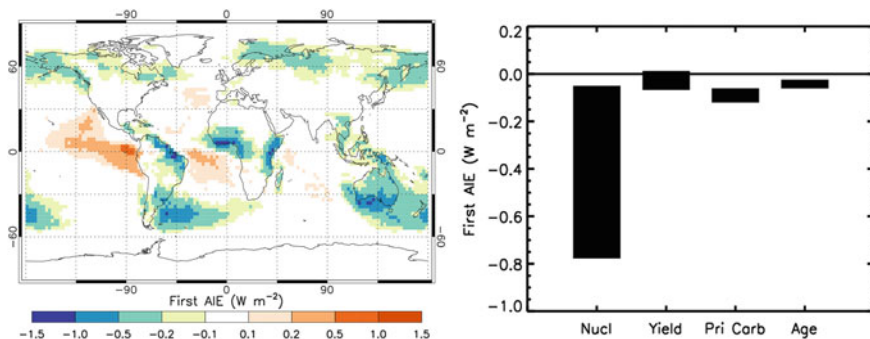 −90 0 90
60
0
−60
60
0
−60
−90 0 90
First AIE (W m⁻²)
−1.5 −1.0 −0.5 −0.2 −0.1 0.1 0.2 0.5 1.0 1.5
First AIE (W m⁻²)
0.2
0.0
−0.2
−0.4
−0.6
−0.8
−1.0
Nucl Yield Pri Carb Age